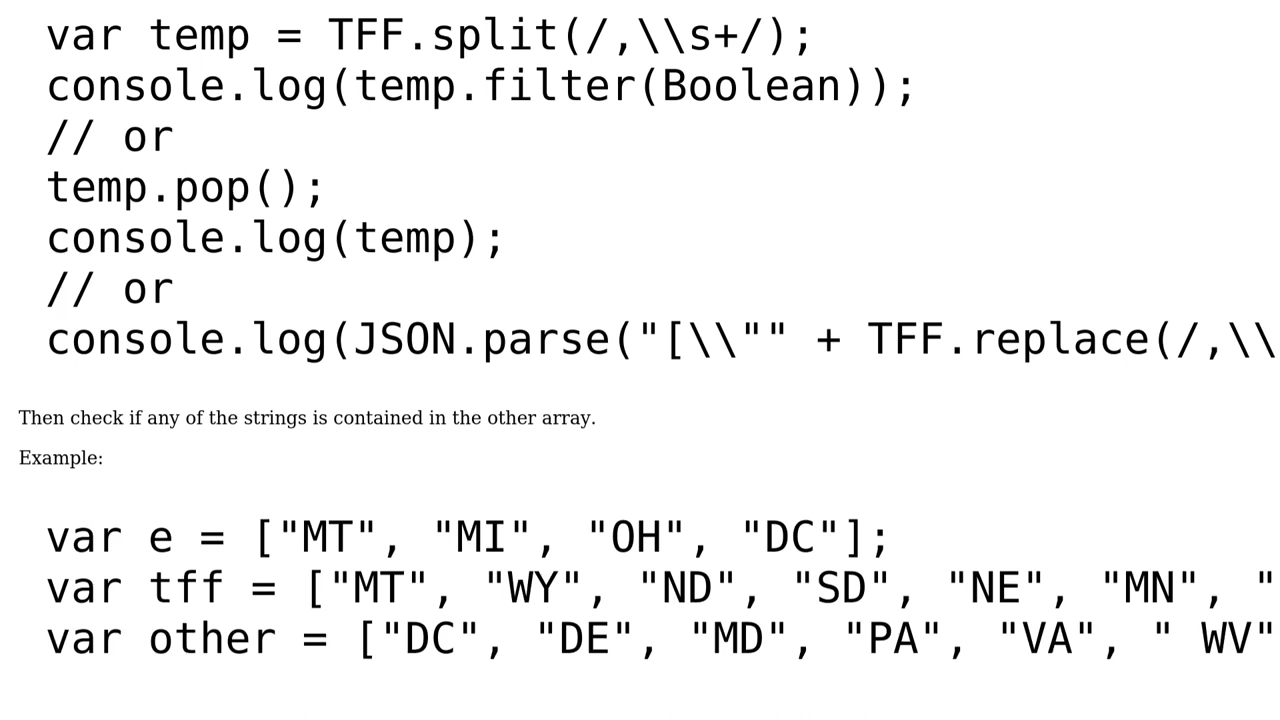 var temp = TFF.split(/,\\s+/);
console.log(temp.filter(Boolean));
// or
temp.pop();
console.log(temp);
// or
console.log(JSON.parse("[\\"" + TFF.replace(/,\\
Then check if any of the strings is contained in the other array.
Example:
var e = ["MT", "MI", "OH", "DC"];
var tff = ["MT", "WY", "ND", "SD", "NE", "MN", "
var other = ["DC", "DE", "MD", "PA", "VA", " WV"